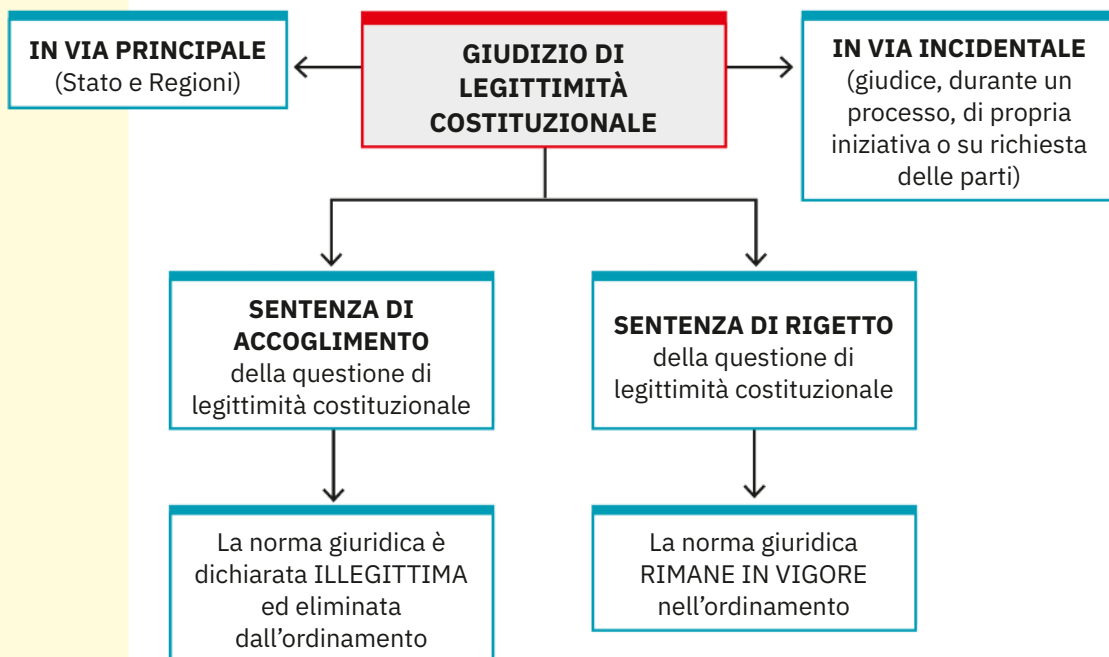 IN VIA PRINCIPALE
(Stato e Regioni)
GIUDIZIO DI
LEGITTIMITÀ
COSTITUZIONALE
IN VIA INCIDENTALE
(giudice, durante un
processo, di propria
iniziativa o su richiesta
delle parti)
SENTENZA DI
ACCOGLIMENTO
della questione di
legittimità costituzionale
SENTENZA DI RIGETTO
della questione di
legittimità costituzionale
La norma giuridica è
dichiarata ILLEGITTIMA
ed eliminata
dall’ordinamento
La norma giuridica
RIMANE IN VIGORE
nell’ordinamento